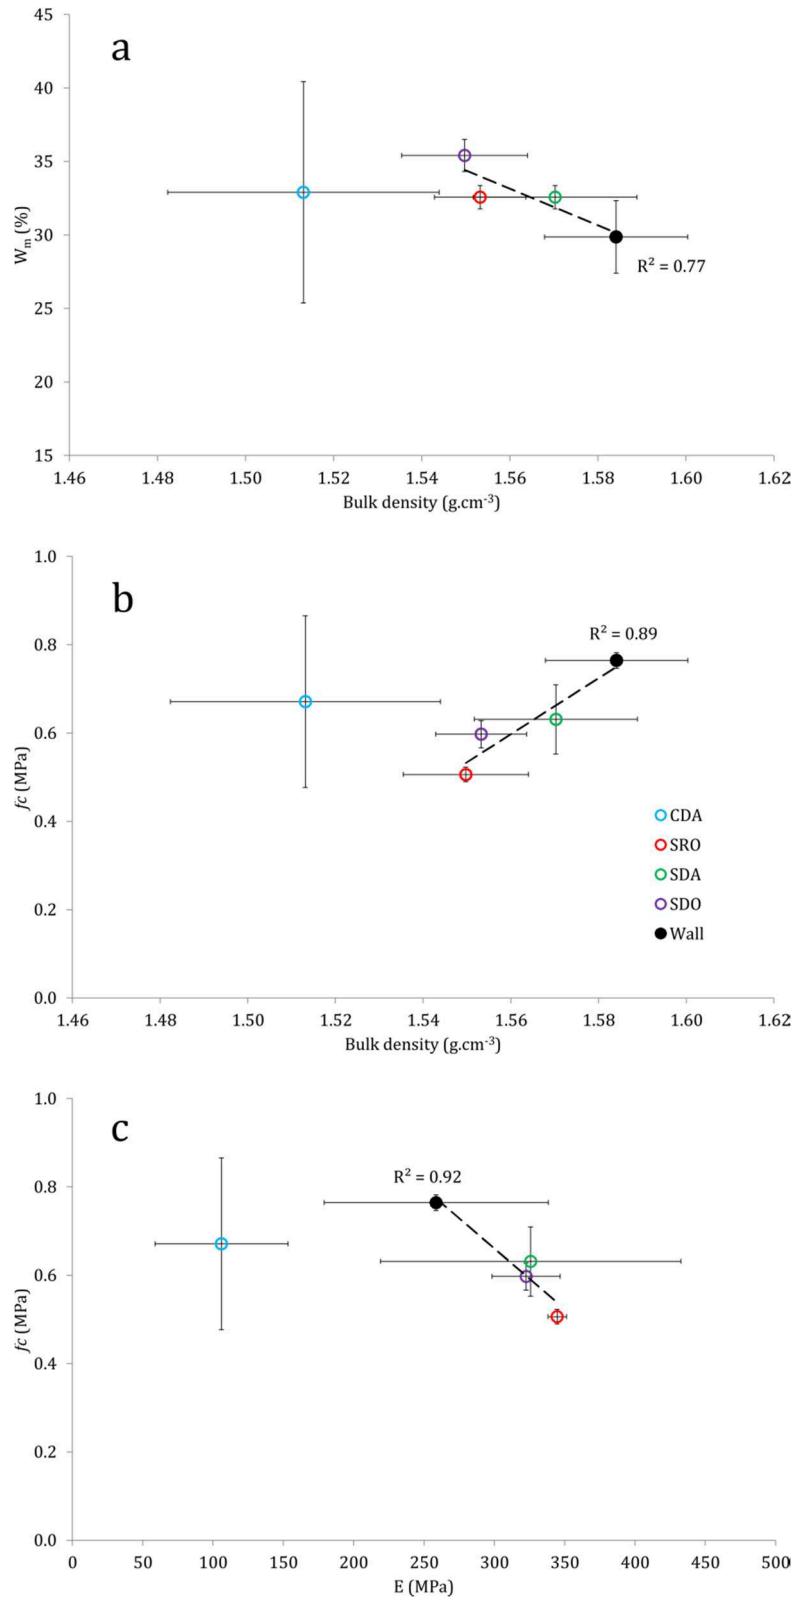 a
45
40
35
30
25
20
15
W_m (%)
R² = 0.77
1.46 1.48 1.50 1.52 1.54 1.56 1.58 1.60 1.62
Bulk density (g.cm⁻³)
b
1.0
0.8
0.6
0.4
0.2
0.0
fc (MPa)
R² = 0.89
CDA
SRO
SDA
SDO
Wall
1.46 1.48 1.50 1.52 1.54 1.56 1.58 1.60 1.62
Bulk density (g.cm⁻³)
c
1.0
0.8
0.6
0.4
0.2
0.0
fc (MPa)
R² = 0.92
0 50 100 150 200 250 300 350 400 450 500
E (MPa)